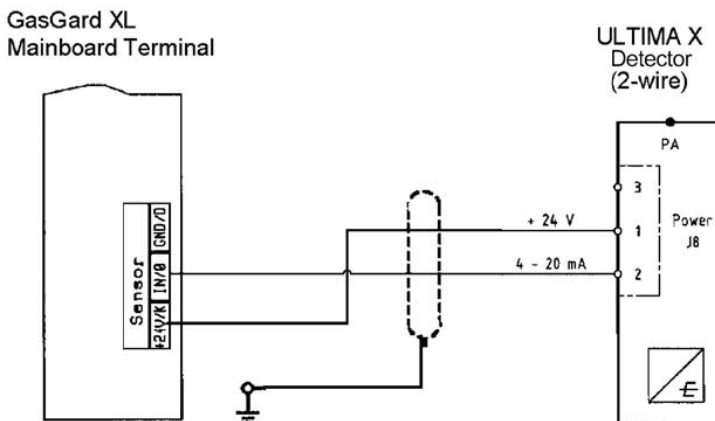 GasGard XL
Mainboard Terminal
ULTIMA X
Detector
(2-wire)
PA
3
+ 24 V
1
Power
J8
4 - 20 mA
2
Sensor
GND/D
IN/0
+24V/K
E